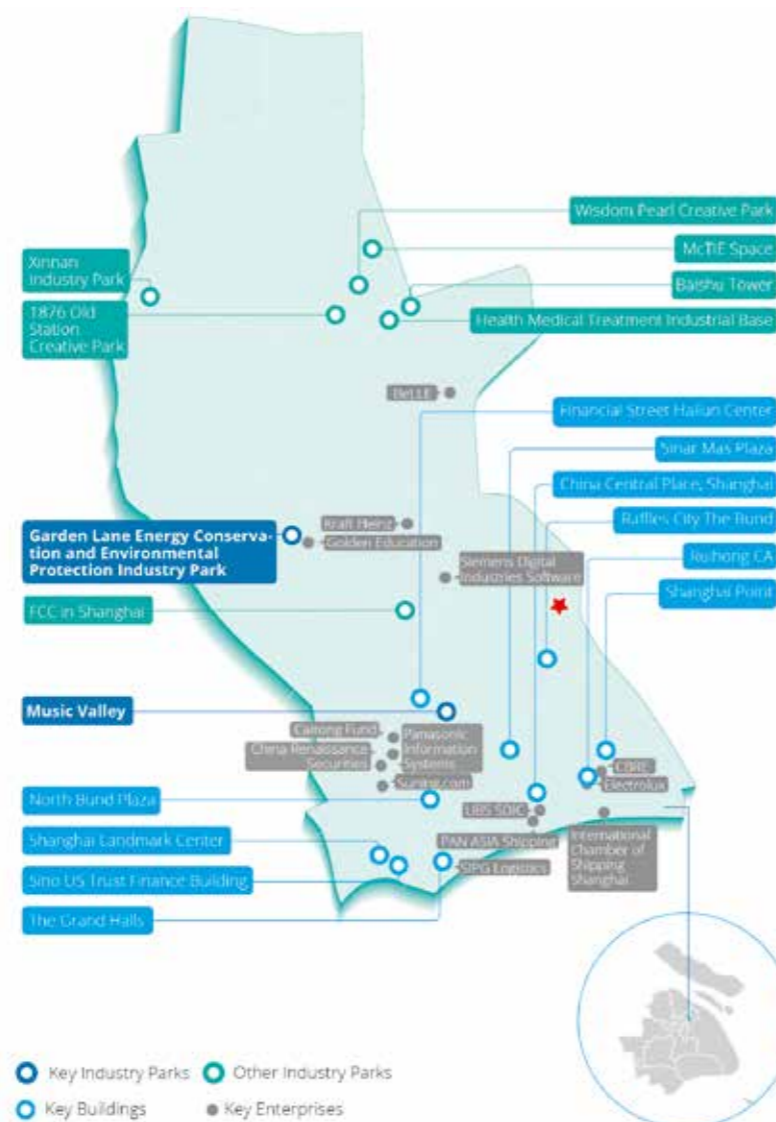 Wisdom Pearl Creative Park
McTIE Space
Baishu Tower
Health Medical Treatment Industrial Base
Xinnan
Industry Park
1876 Old
Station
Creative Park
BeLLE
Financial Street Hailun Center
Sinar Mas Plaza
China Central Place, Shanghai
Raffles City The Bund
Ruihong CA
Shanghai Point
Kraft Heinz
Golden Education
Garden Lane Energy Conserva-
tion and Environmental
Protection Industry Park
Siemens Digital
Industries Software
FCC in Shanghai
Music Valley
Cairong Fund
China Renaissance
Securities
Panasonic
Information
Systems
Suning.com
CBRE
Electrolux
North Bund Plaza
UBS SDIC
PAN ASIA Shipping
International
Chamber of
Shipping
Shanghai
Shanghai Landmark Center
SIPG Logistics
Sino US Trust Finance Building
The Grand Halls
Key Industry Parks
Other Industry Parks
Key Buildings
Key Enterprises